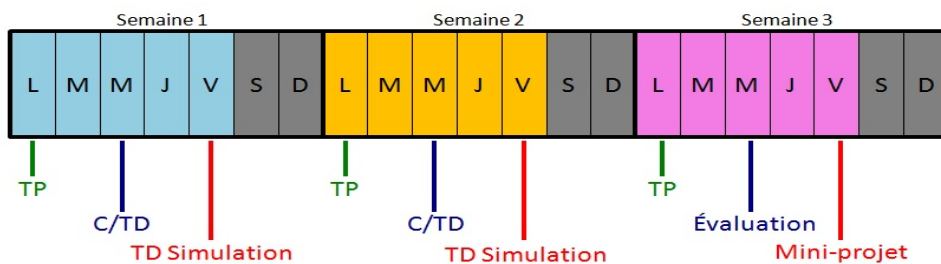 Semaine 1 Semaine 2 Semaine 3
L M M J V S D L M M J V S D L M M J V S D
TP TP TP
C/TD C/TD Évaluation
TD Simulation TD Simulation Mini-projet